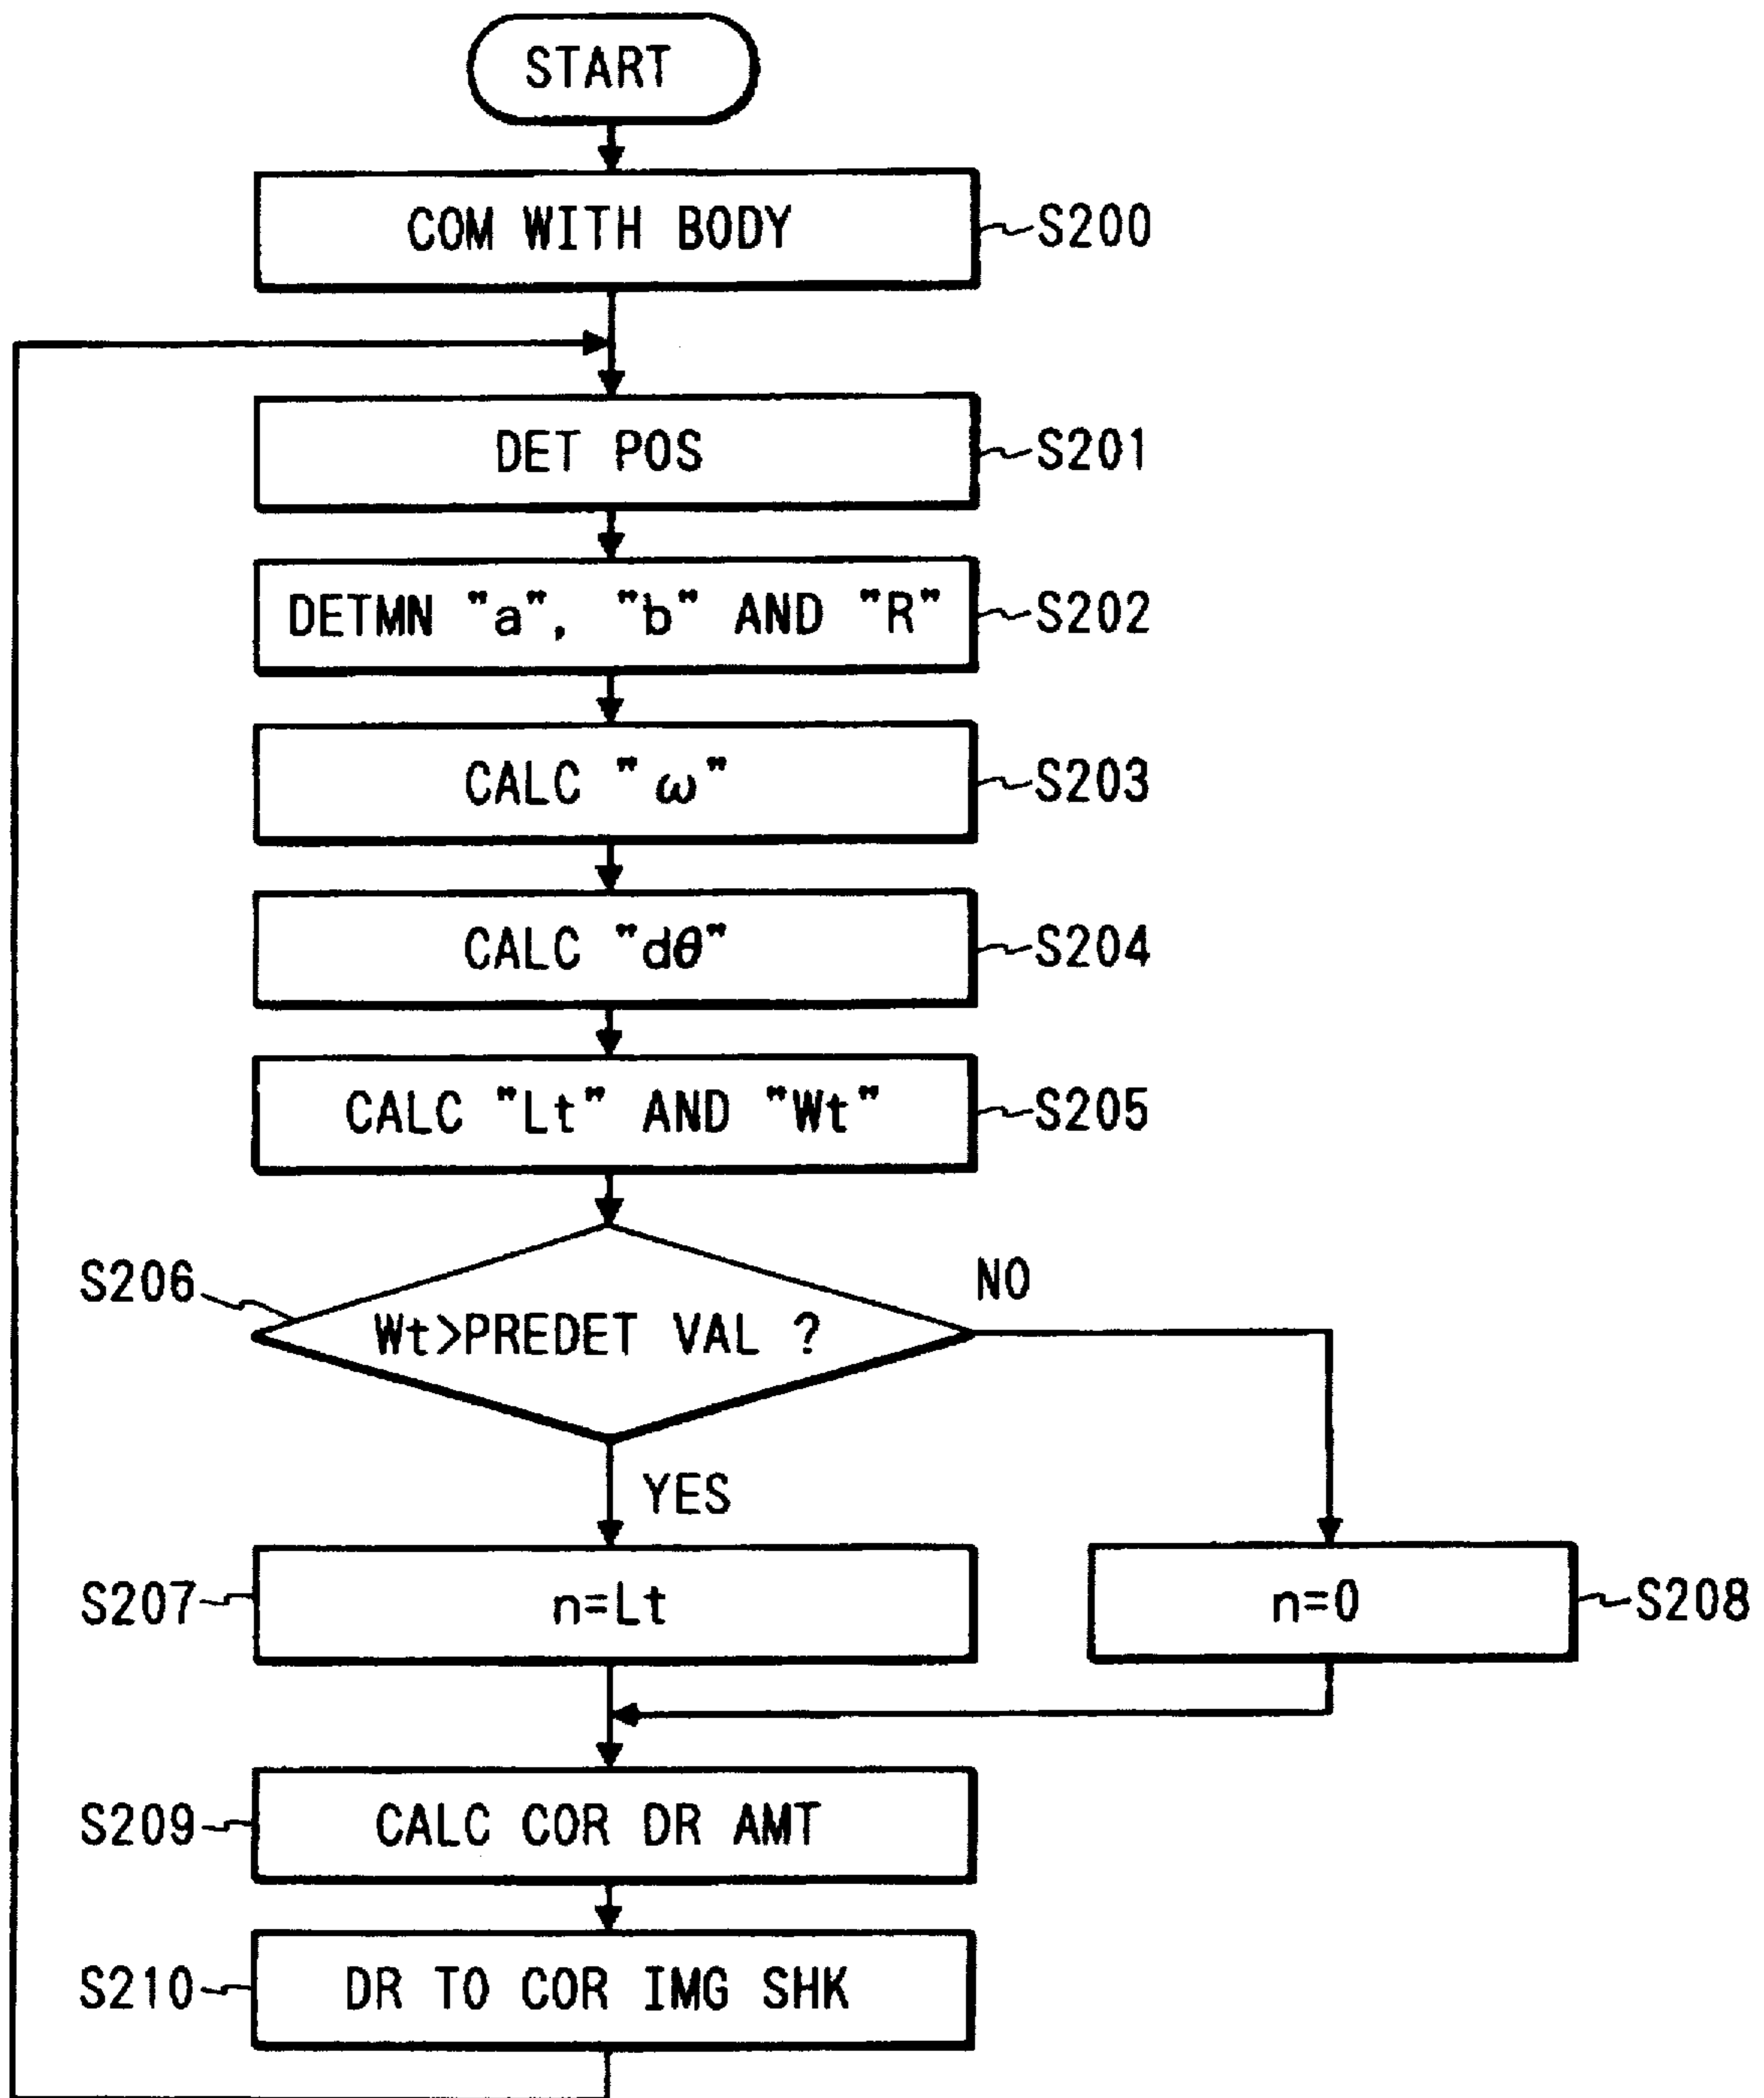 START
COM WITH BODY
S200
DET POS
S201
DETMN "a", "b" AND "R"
S202
CALC "ω"
S203
CALC "dθ"
S204
CALC "Lt" AND "Wt"
S205
S206
Wt>PREDET VAL ?
NO
YES
S207
n=Lt
n=0
S208
S209
CALC COR DR AMT
S210
DR TO COR IMG SHK